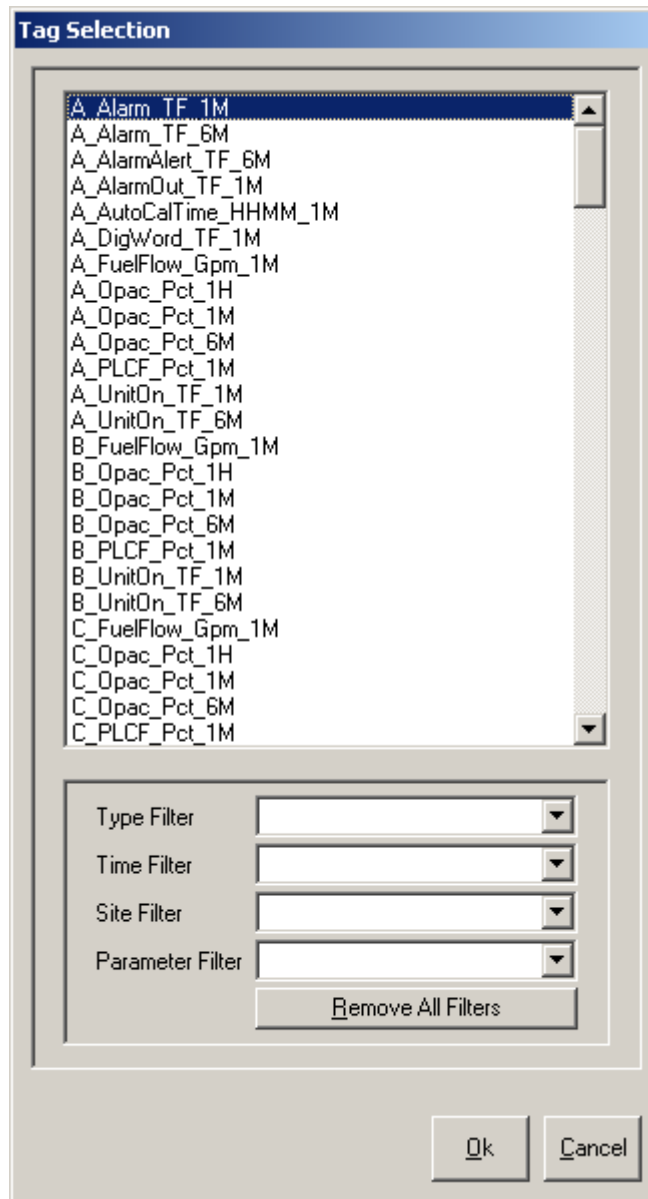 Tag Selection
A_Alarm_TF_1M
A_Alarm_TF_6M
A_AlarmAlert_TF_6M
A_AlarmOut_TF_1M
A_AutoCalTime_HHMM_1M
A_DigWord_TF_1M
A_FuelFlow_Gpm_1M
A_Opac_Pct_1H
A_Opac_Pct_1M
A_Opac_Pct_6M
A_PLCF_Pct_1M
A_UnitOn_TF_1M
A_UnitOn_TF_6M
B_FuelFlow_Gpm_1M
B_Opac_Pct_1H
B_Opac_Pct_1M
B_Opac_Pct_6M
B_PLCF_Pct_1M
B_UnitOn_TF_1M
B_UnitOn_TF_6M
C_FuelFlow_Gpm_1M
C_Opac_Pct_1H
C_Opac_Pct_1M
C_Opac_Pct_6M
C_PLCF_Pct_1M
Type Filter
Time Filter
Site Filter
Parameter Filter
Remove All Filters
Ok Cancel